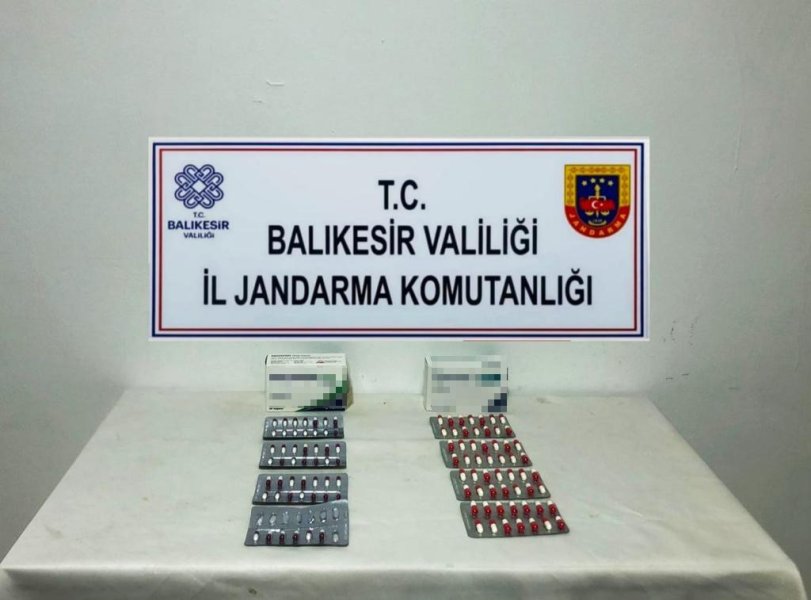 T.C.
BALIKESİR
VALİLİĞİ
T.C.
BALIKESİR VALİLİĞİ
İL JANDARMA KOMUTANLIĞI
JANDARMA